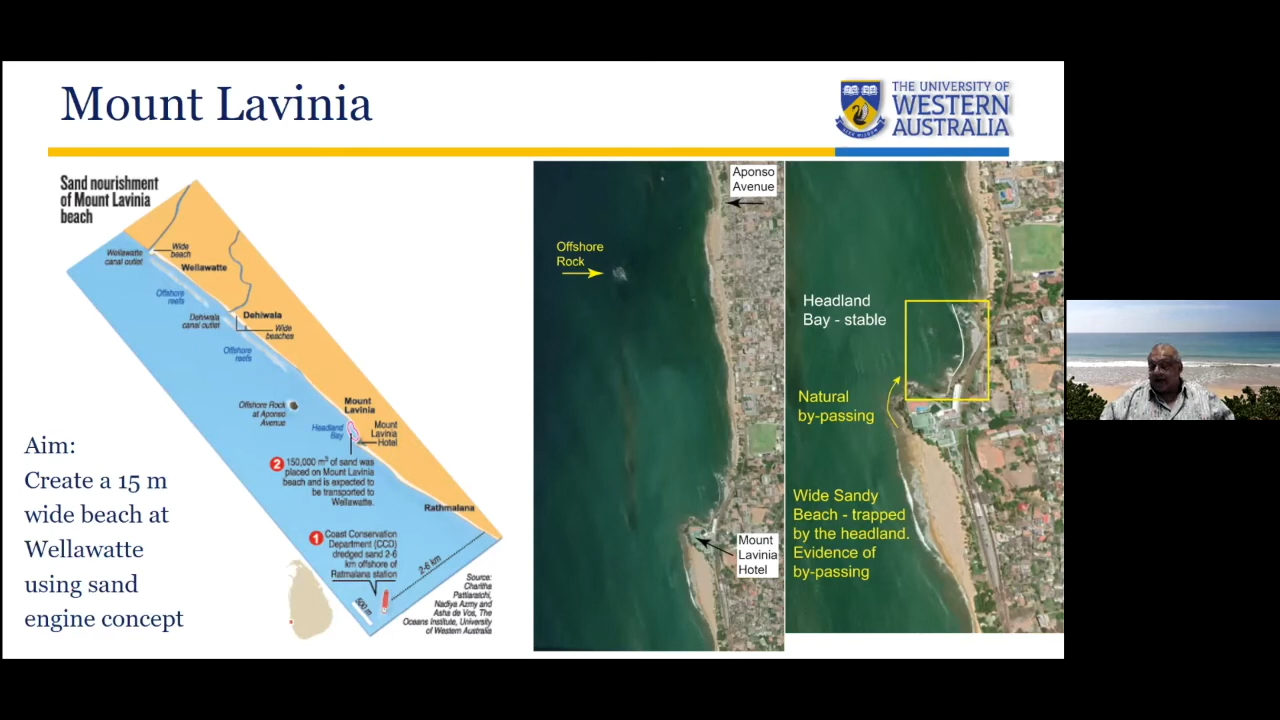 Mount Lavinia
THE UNIVERSITY OF
WESTERN
AUSTRALIA
Sand nourishment
of Mount Lavinia
beach
Wellawatte
canal outlet
Wide
beach
Wellawatte
Offshore
reefs
Dehiwala
canal outlet
Dehiwala
Wide
beaches
Offshore
reefs
Offshore Rock
at Aponso
Avenue
Mount
Lavinia
Headland
Bay
Mount
Lavinia
Hotel
2 150,000 m³ of sand was
placed on Mount Lavinia
beach and is expected to
be transported to
Wellawatte.
Rathmalana
1 Coast Conservation
Department (CCD)
dredged sand 2-6
km offshore of
Ratmalana station
2-6 km
500 m
Source:
Charitha
Pattiaratchi,
Nadiya Azmy and
Asha de Vos, The
Oceans Institute, University
of Western Australia
Aim:
Create a 15 m
wide beach at
Wellawatte
using sand
engine concept
Aponso
Avenue
Offshore
Rock
Mount
Lavinia
Hotel
Headland
Bay - stable
Natural
by-passing
Wide Sandy
Beach - trapped
by the headland.
Evidence of
by-passing